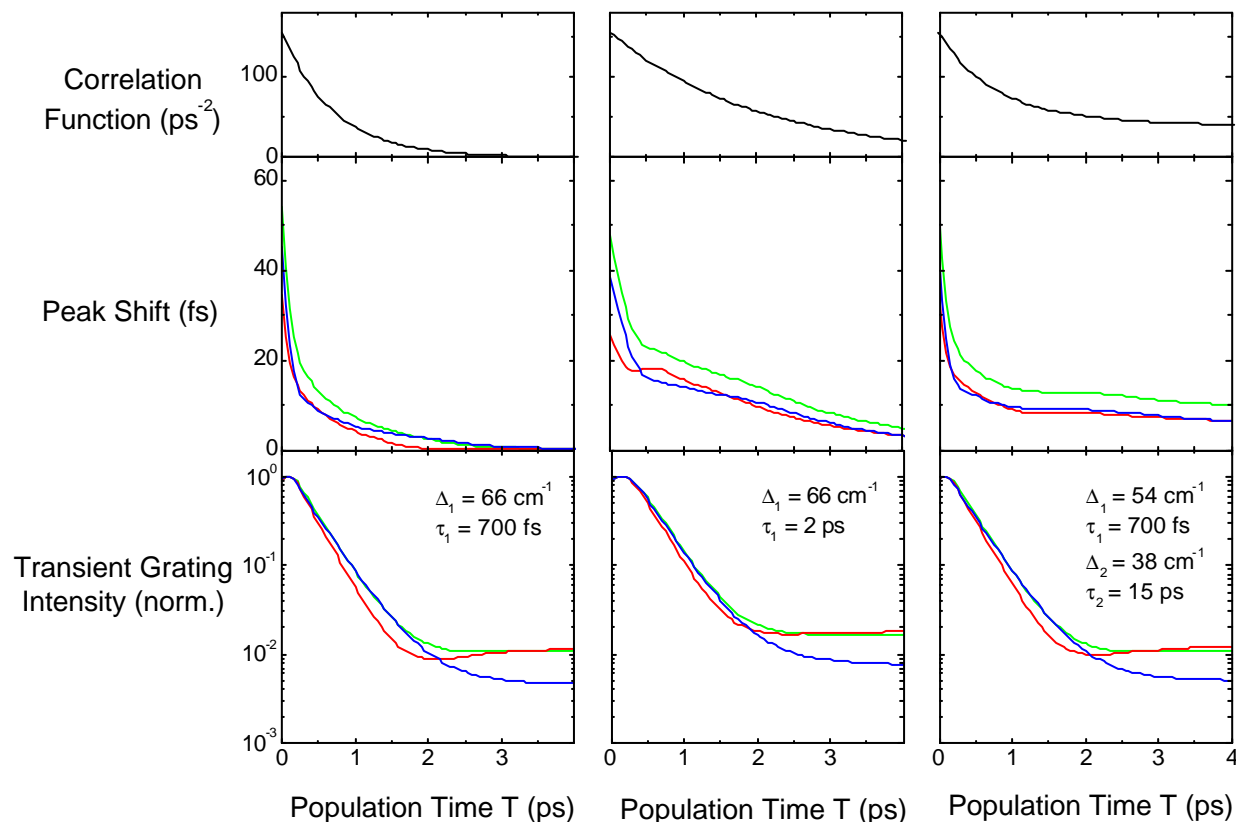 Correlation
Function (ps⁻²)
100
0
Peak Shift (fs)
60
40
20
0
Transient Grating
Intensity (norm.)
10⁰
10⁻¹
10⁻²
10⁻³
Δ₁ = 66 cm⁻¹
τ₁ = 700 fs
Δ₁ = 66 cm⁻¹
τ₁ = 2 ps
Δ₁ = 54 cm⁻¹
τ₁ = 700 fs
Δ₂ = 38 cm⁻¹
τ₂ = 15 ps
0 1 2 3
0 1 2 3
0 1 2 3 4
Population Time T (ps)
Population Time T (ps)
Population Time T (ps)